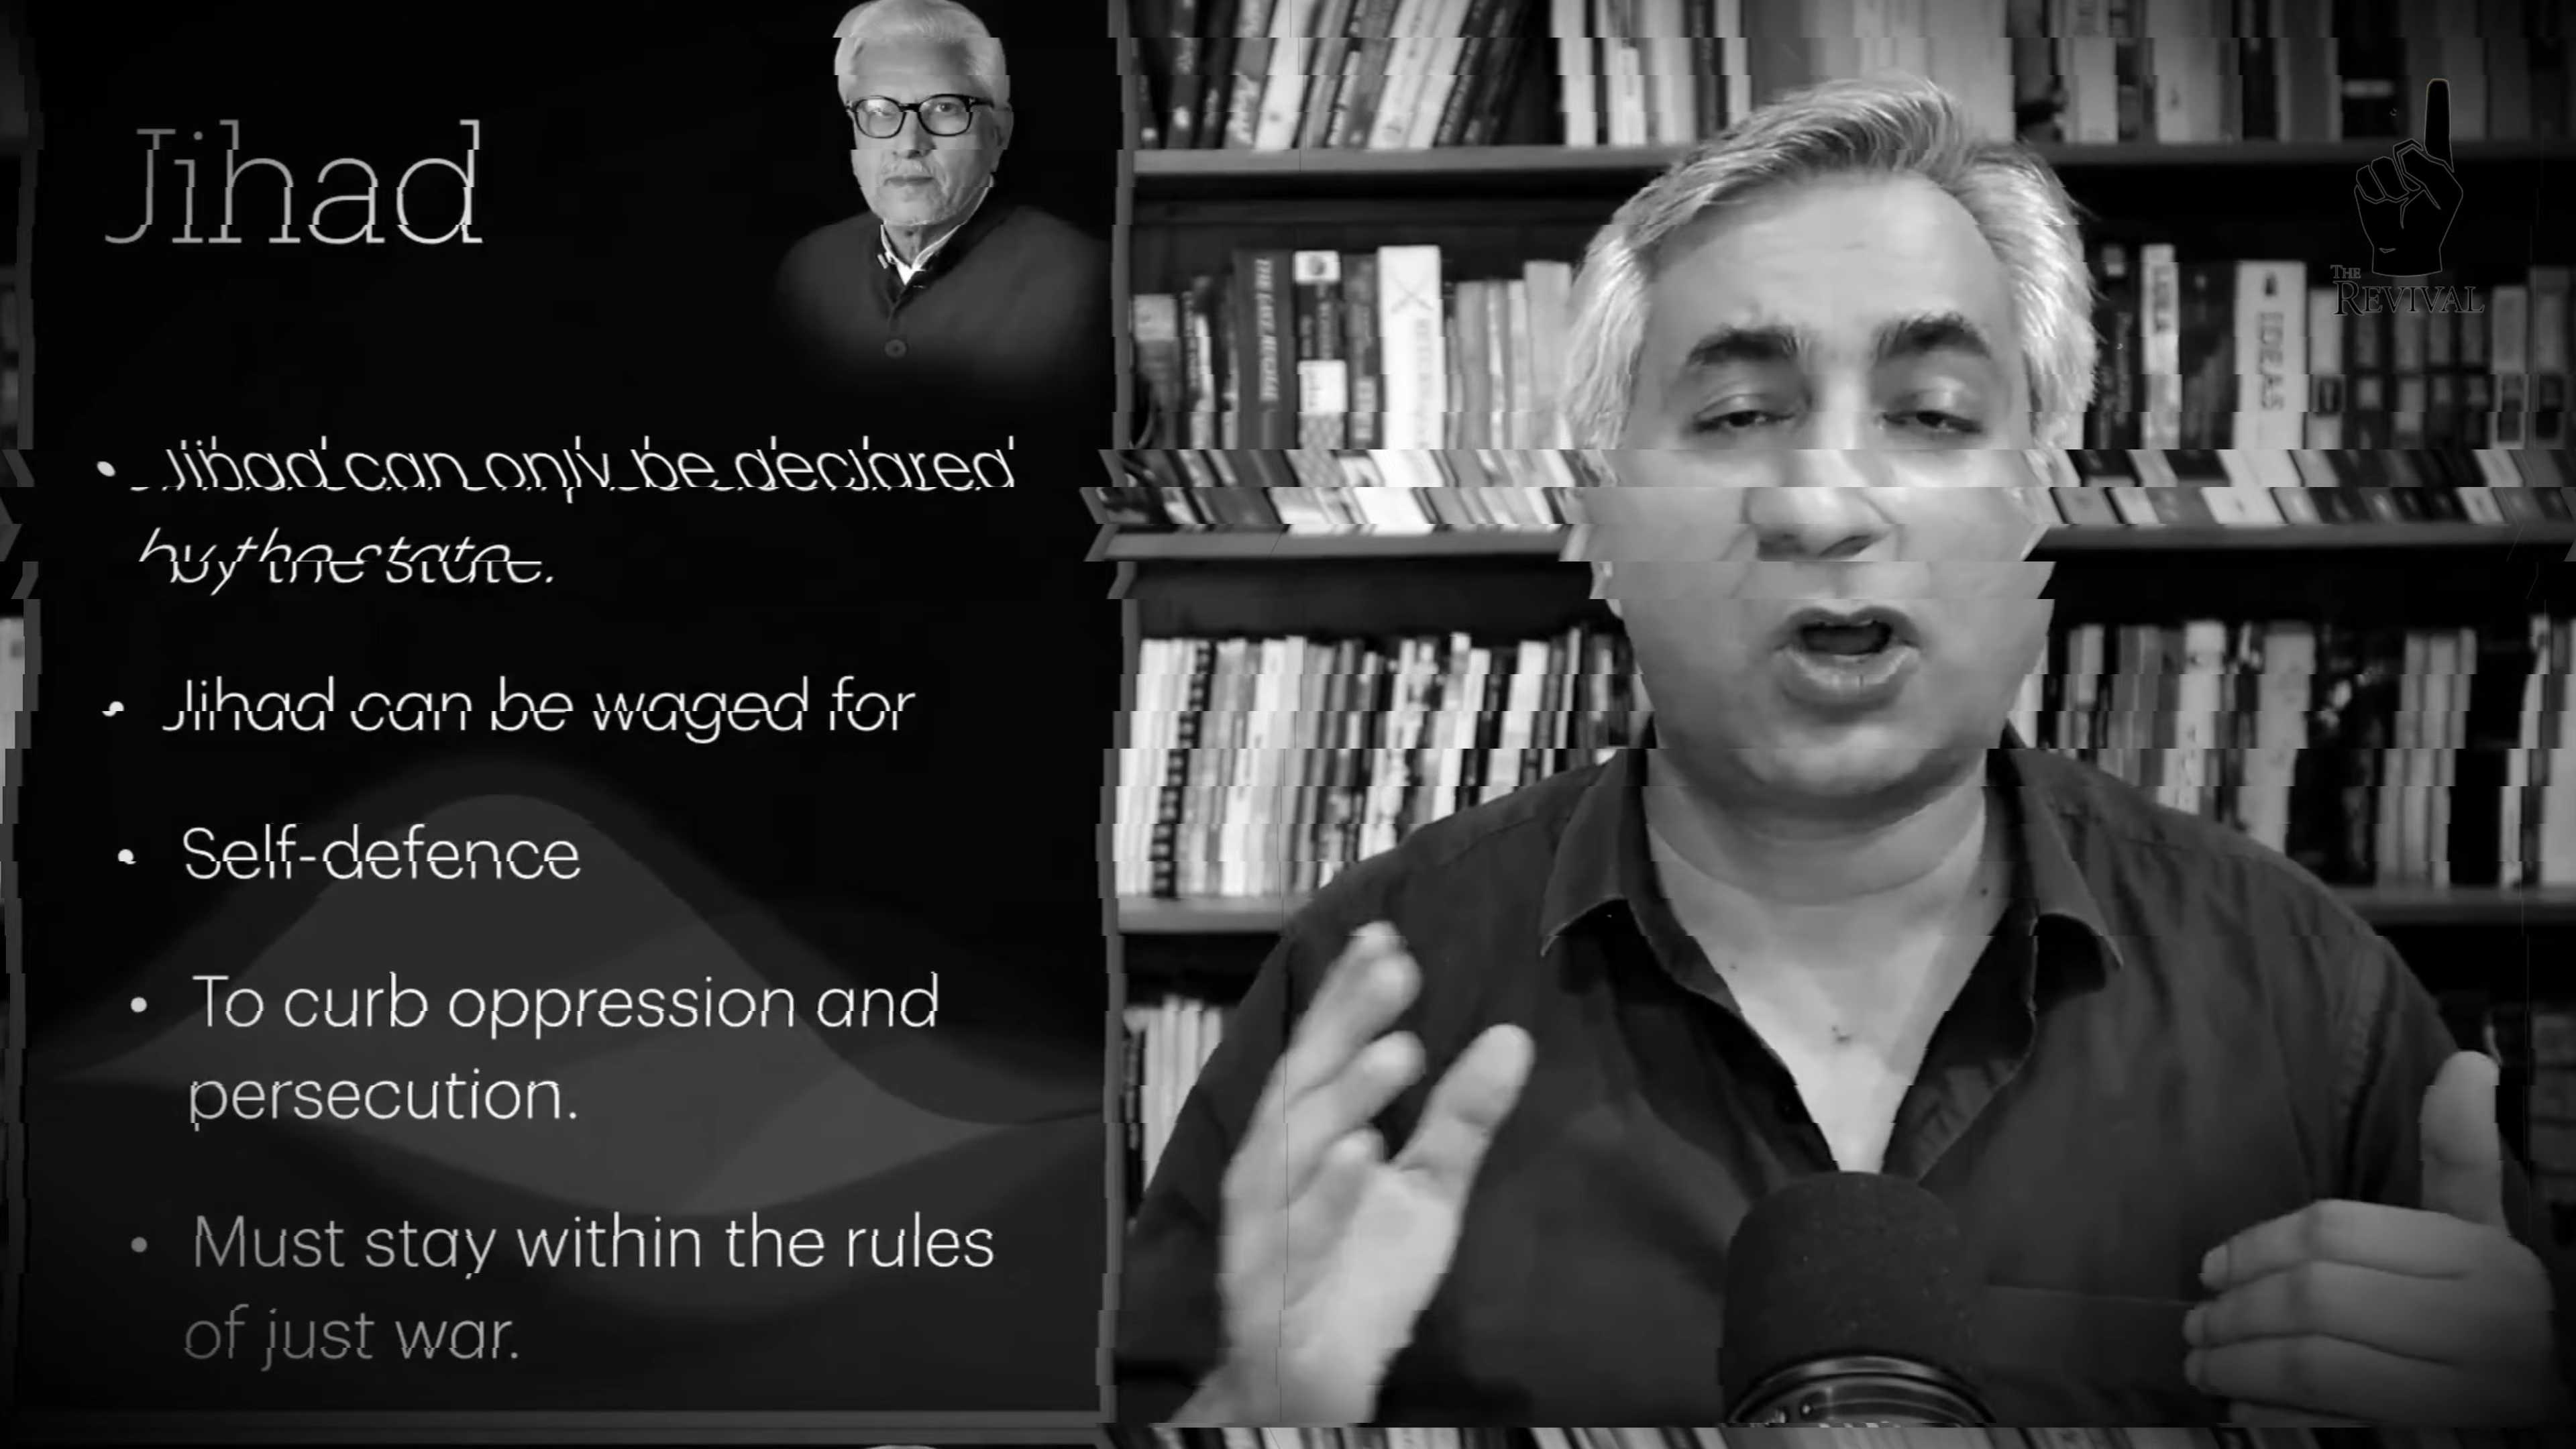 Jihad
• Jihad can only be declared
by the state.
• Jihad can be waged for
• Self-defence
• To curb oppression and
persecution.
• Must stay within the rules
of just war.
THE
REVIVAL
IDEAS